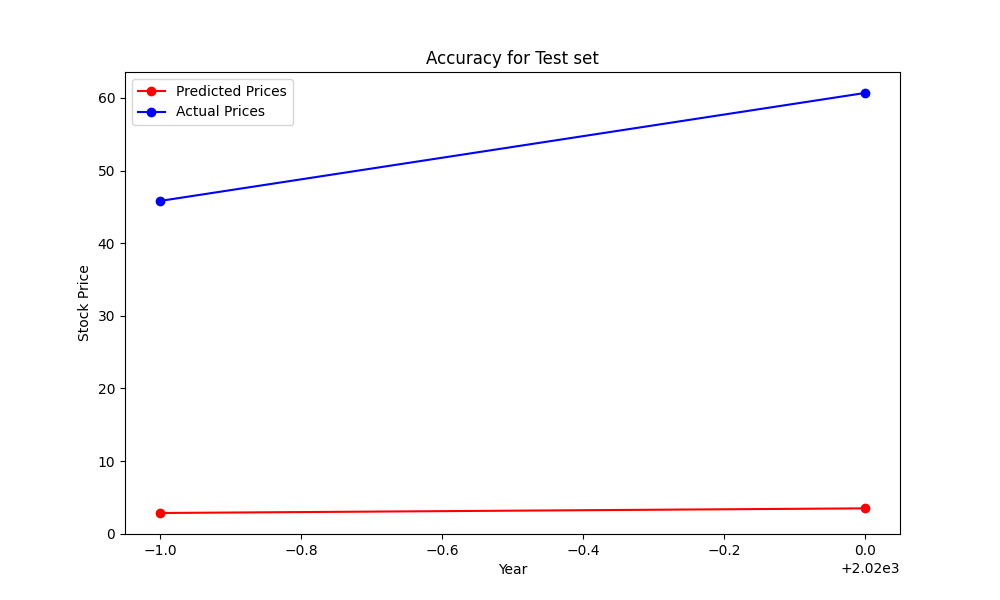 Accuracy for Test set
Predicted Prices
Actual Prices
Stock Price
60
50
40
30
20
10
0
−1.0 −0.8 −0.6 −0.4 −0.2 0.0
+2.02e3
Year